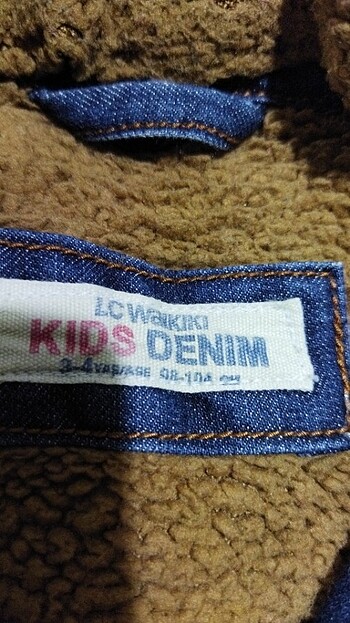 LC WaiKiKi
KIDS DENIM
3-4 YAŞ/AGE 98-104 CM